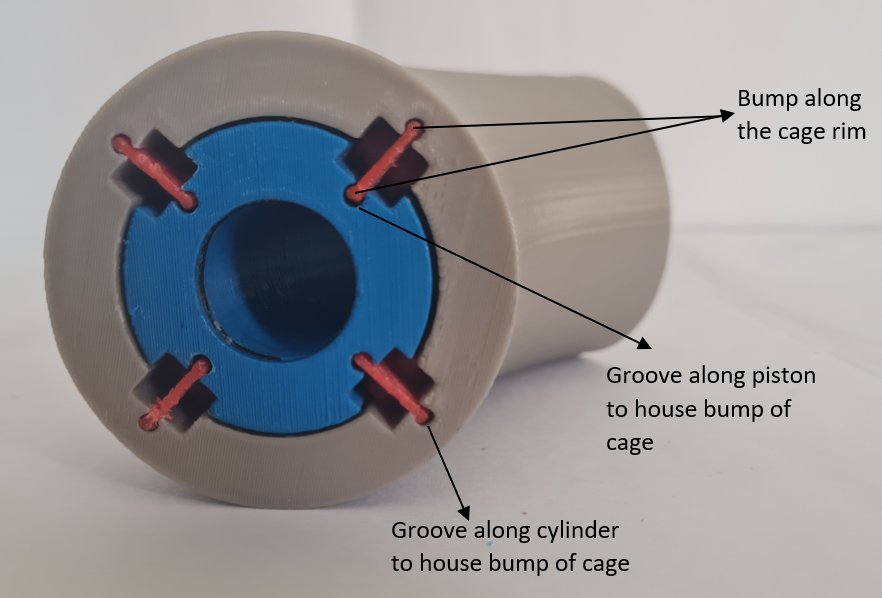 Bump along
the cage rim
Groove along piston
to house bump of
cage
Groove along cylinder
to house bump of cage